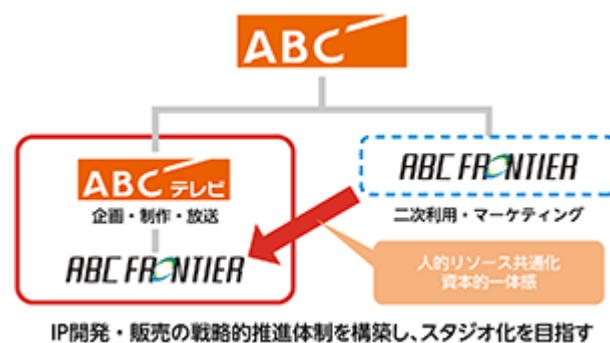 ABC
ABCテレビ
企画・制作・放送
ABC FRONTIER
ABC FRONTIER
二次利用・マーケティング
人的リソース共通化
資本的一体感
IP開発・販売の戦略的推進体制を構築し、スタジオ化を目指す